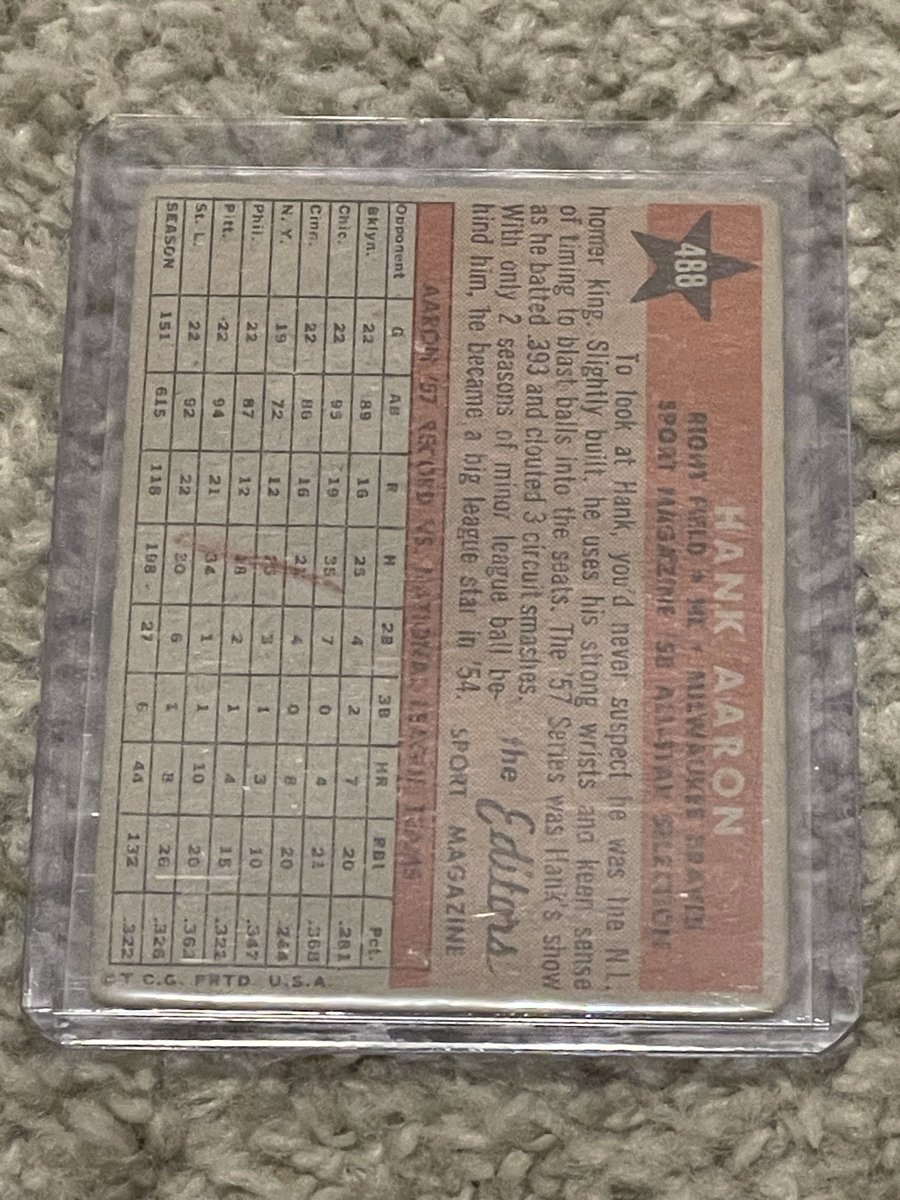 488
HANK AARON
RIGHT FIELD ★ ML ★ MILWAUKEE BRAVES
SPORT MAGAZINE '58 ALL-STAR SELECTION
To look at Hank, you'd never suspect he was the N.L.
homer king. Slightly built, he uses his strong wrists and keen sense
of timing to blast balls into the seats. The '57 Series was Hank's show
as he batted .393 and clouted 3 circuit smashes.
With only 2 seasons of minor league ball be-
hind him, he became a big league star in '54.
the Editors
SPORT MAGAZINE
AARON '57 RECORD VS. NATIONAL LEAGUE TEAMS
Opponent G AB R H 2B 3B HR RBI Pct.
Bklyn. 22 89 16 25 4 2 7 20 .281
Chic. 22 95 19 35 7 0 4 21 .368
Cinn. 22 86 16 21 4 0 8 20 .244
N. Y. 19 72 12 25 3 1 3 10 .347
Phil. 22 87 12 28 2 1 4 15 .322
Pitt. 22 94 21 34 1 1 10 20 .362
St. L. 22 92 22 30 6 1 8 26 .326
SEASON 151 615 118 198 27 6 44 132 .322
T.C.G. PRTD. U.S.A.